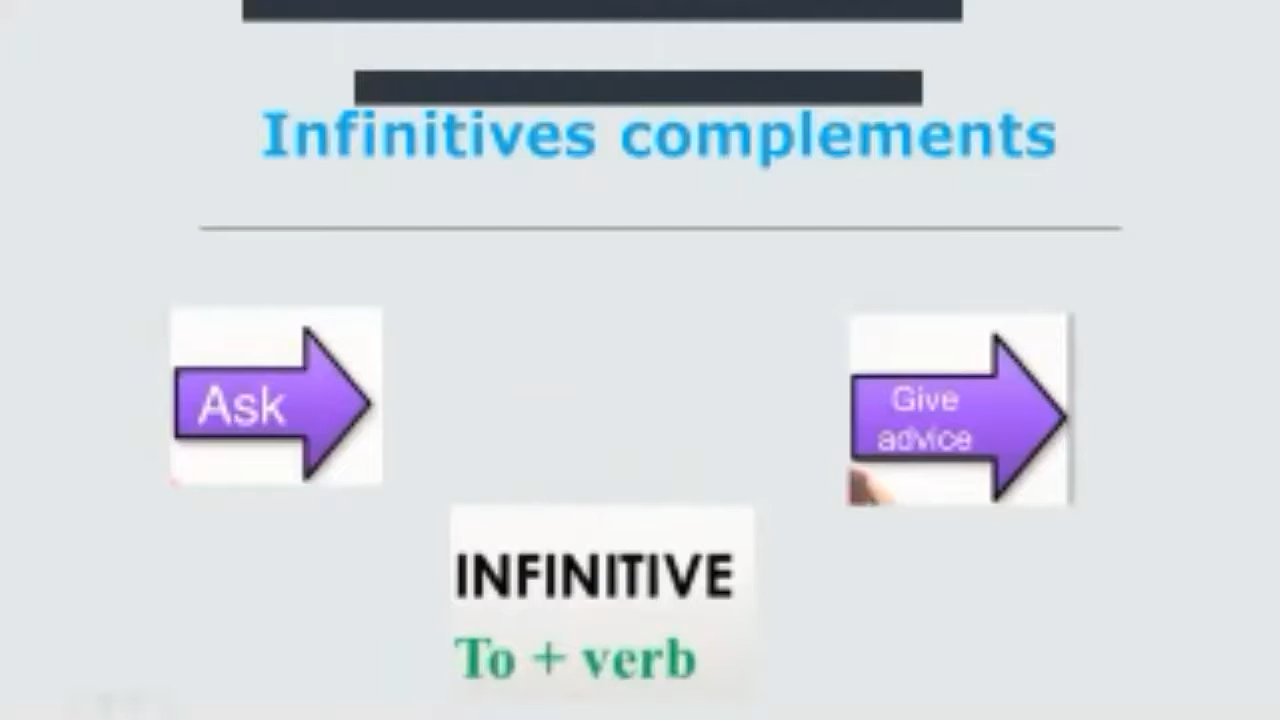 Infinitives complements
Ask
Give
advice
INFINITIVE
To + verb